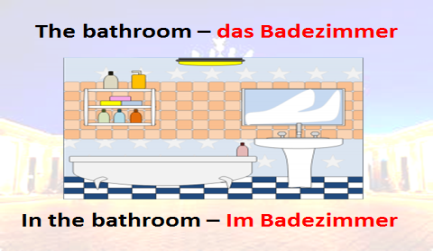 The bathroom – das Badezimmer
In the bathroom – Im Badezimmer